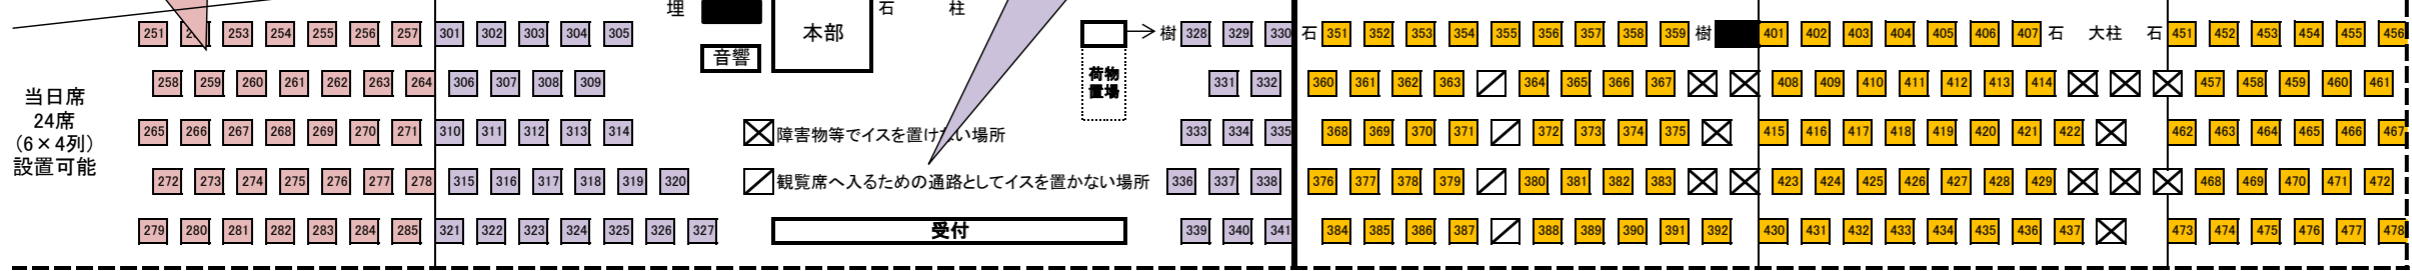 埋 石 柱
251 253 254 255 256 257 301 302 303 304 305 本部 樹 328 329 330 石 351 352 353 354 355 356 357 358 359 樹 401 402 403 404 405 406 407 石 大柱 石 451 452 453 454 455 456
音響
258 259 260 261 262 263 264 306 307 308 309 荷物 331 332 360 361 362 363 364 365 366 367 408 409 410 411 412 413 414 457 458 459 460 461
置場
当日席
24席
(6×4列)
設置可能
265 266 267 268 269 270 271 310 311 312 313 314 障害物等でイスを置けない場所 333 334 335 368 369 370 371 372 373 374 375 415 416 417 418 419 420 421 422 462 463 464 465 466 467
272 273 274 275 276 277 278 315 316 317 318 319 320 観覧席へ入るための通路としてイスを置かない場所 336 337 338 376 377 378 379 380 381 382 383 423 424 425 426 427 428 429 468 469 470 471 472
279 280 281 282 283 284 285 321 322 323 324 325 326 327 受付 339 340 341 384 385 386 387 388 389 390 391 392 430 431 432 433 434 435 436 437 473 474 475 476 477 478